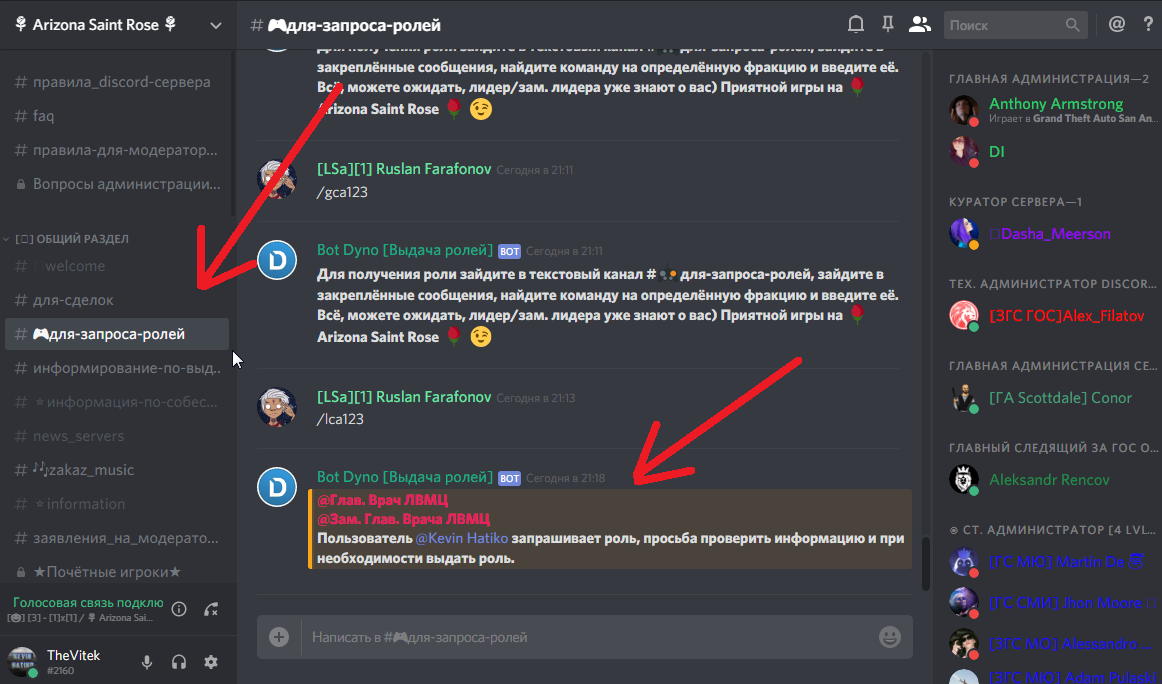 Arizona Saint Rose
# 🎮для-запроса-ролей
Поиск
# правила_discord-сервера
# faq
# правила-для-модератор...
Вопросы администрации...
ОБЩИЙ РАЗДЕЛ
# welcome
# для-сделок
# 🎮для-запроса-ролей
# информирование-по-выд...
# информация-по-собес...
# news_servers
# zakaz_music
# information
# заявления_на_модерато...
★Почётные игроки★
Голосовая связь подклю
[3] - [1]x[1] / Arizona Sai...
TheVitek
#2160
Для получения роли зайдите в текстовый канал # для-запроса-ролей, зайдите в
закреплённые сообщения, найдите команду на определённую фракцию и введите её.
Всё, можете ожидать, лидер/зам. лидера уже знают о вас) Приятной игры на 🌹
Arizona Saint Rose 🌹 😉
[LSa][1] Ruslan Farafonov Сегодня в 21:11
/gca123
Bot Dyno [Выдача ролей] BOT Сегодня в 21:11
Для получения роли зайдите в текстовый канал # для-запроса-ролей, зайдите в
закреплённые сообщения, найдите команду на определённую фракцию и введите её.
Всё, можете ожидать, лидер/зам. лидера уже знают о вас) Приятной игры на 🌹
Arizona Saint Rose 🌹 😉
[LSa][1] Ruslan Farafonov Сегодня в 21:13
/lca123
Bot Dyno [Выдача ролей] BOT Сегодня в 21:18
@Глав. Врач ЛВМЦ
@Зам. Глав. Врача ЛВМЦ
Пользователь @Kevin Hatiko запрашивает роль, просьба проверить информацию и при
необходимости выдать роль.
Написать в #🎮для-запроса-ролей
ГЛАВНАЯ АДМИНИСТРАЦИЯ—2
Anthony Armstrong
Играет в Grand Theft Auto San An...
DI
КУРАТОР СЕРВЕРА—1
Dasha_Meerson
ТЕХ. АДМИНИСТРАТОР DISCOR...
[ЗГС ГОС]Alex_Filatov
ГЛАВНАЯ АДМИНИСТРАЦИЯ СЕ...
[ГА Scottdale] Conor
ГЛАВНЫЙ СЛЕДЯЩИЙ ЗА ГОС О...
Aleksandr Rencov
СТ. АДМИНИСТРАТОР [4 LVL...
[ГС МЮ] Martin De
[ГС СМИ] Jhon Moore
[ЗГС МО] Alessandro ...
[ЗГС МЮ] Adam Pulaski